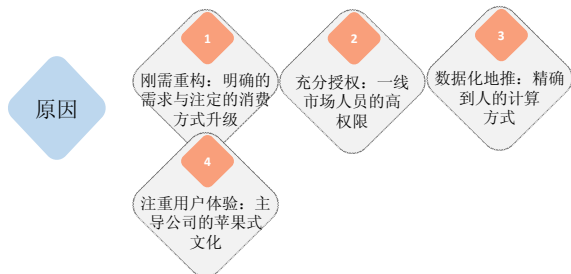 原因
1
刚需重构：明确的
需求与注定的消费
方式升级
2
充分授权：一线
市场人员的高
权限
3
数据化地推：精确
到人的计算
方式
4
注重用户体验：主
导公司的苹果式
文化